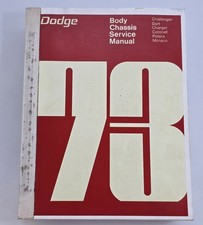 Dodge
Body
Chassis
Service
Manual
Challenger
Dart
Charger
Coronet
Polara
Monaco
73